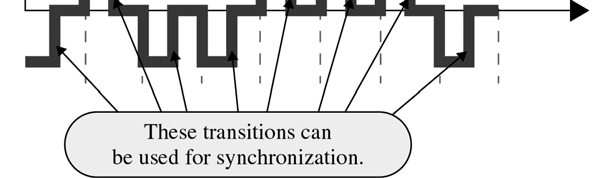 These transitions can
be used for synchronization.